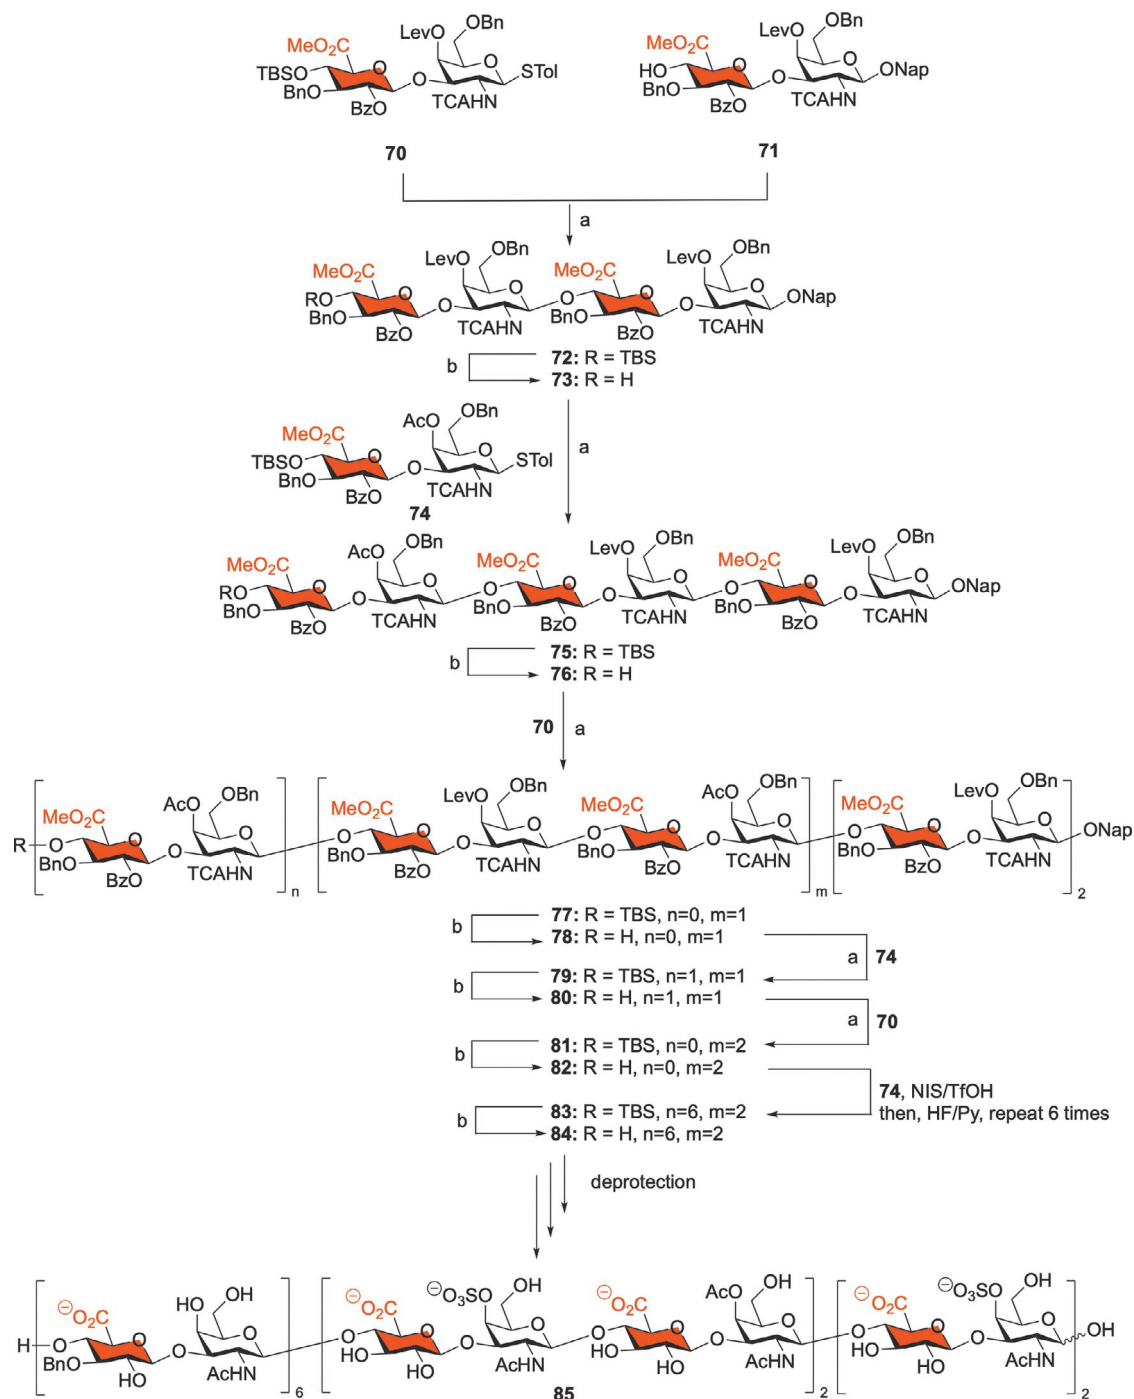 LevO OBn
MeO2C
O O
TBSO O STol
BnO BzO TCAHN
70
LevO OBn
MeO2C
O O
HO O ONap
BnO BzO TCAHN
71
a
LevO OBn LevO OBn
MeO2C MeO2C
O O O O
RO O O O ONap
BnO BzO TCAHN BnO BzO TCAHN
b
72: R = TBS
73: R = H
AcO OBn
MeO2C
O O
TBSO O STol
BnO BzO TCAHN
74
a
AcO OBn LevO OBn LevO OBn
MeO2C MeO2C MeO2C
O O O O O O
RO O O O O O ONap
BnO BzO TCAHN BnO BzO TCAHN BnO BzO TCAHN
b
75: R = TBS
76: R = H
70 a
AcO OBn LevO OBn AcO OBn LevO OBn
MeO2C MeO2C MeO2C MeO2C
O O O O O O O O
R O O O O O O O O ONap
BnO BzO TCAHN BnO BzO TCAHN BnO BzO TCAHN BnO BzO TCAHN
n m 2
b
77: R = TBS, n=0, m=1
78: R = H, n=0, m=1
a 74
b
79: R = TBS, n=1, m=1
80: R = H, n=1, m=1
a 70
b
81: R = TBS, n=0, m=2
82: R = H, n=0, m=2
74, NIS/TfOH
then, HF/Py, repeat 6 times
b
83: R = TBS, n=6, m=2
84: R = H, n=6, m=2
deprotection
HO OH ⊖O3SO OH AcO OH ⊖O3SO OH
⊖O2C ⊖O2C ⊖O2C ⊖O2C
O O O O O O O O
H O O O O O O O O OH
BnO HO AcHN HO HO AcHN HO HO AcHN HO HO AcHN
6 2 2
85